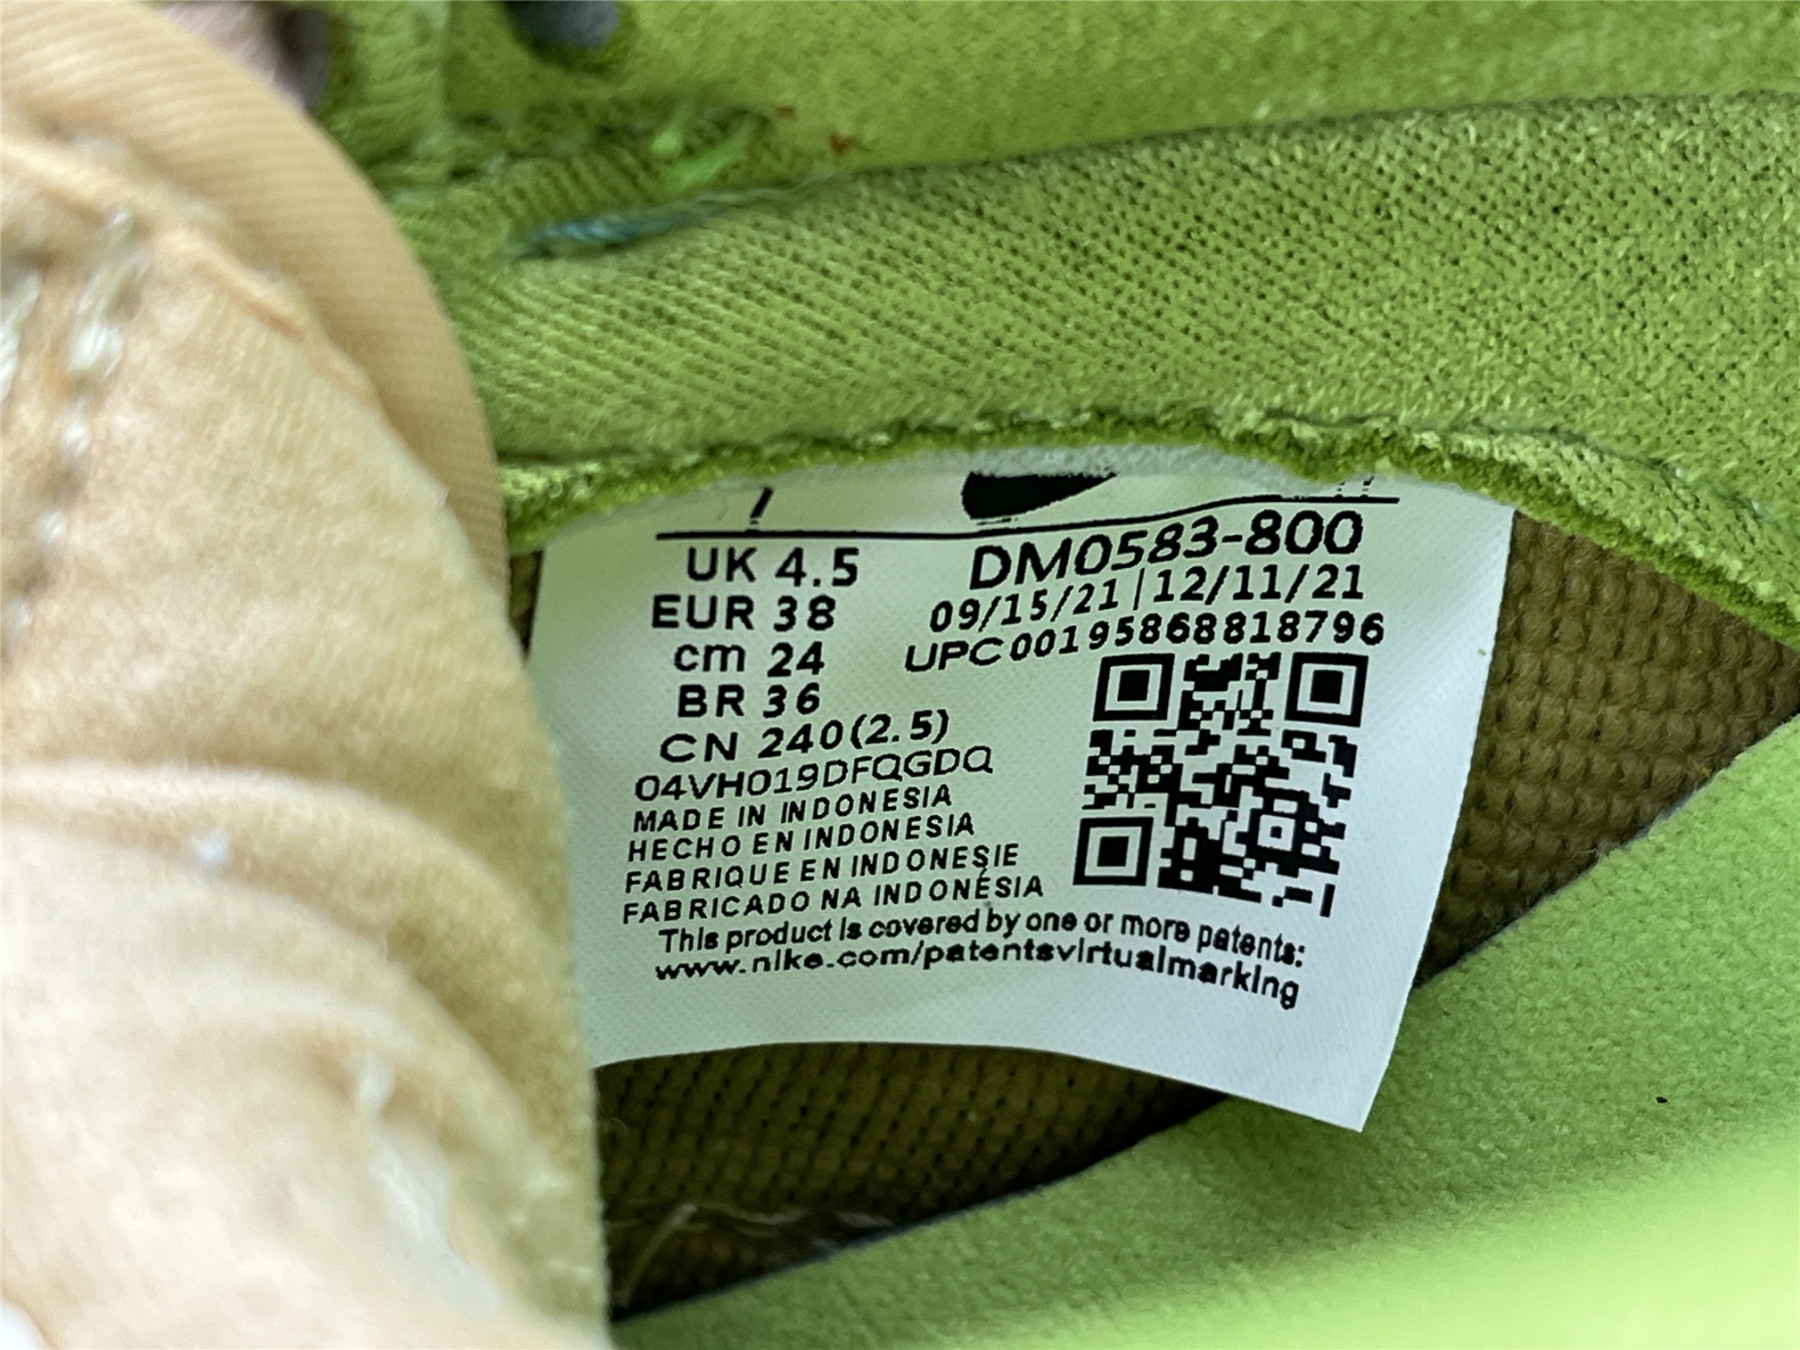 UK 4.5
EUR 38
cm 24
BR 36
CN 240(2.5)
04VH019DFQGDQ
MADE IN INDONESIA
HECHO EN INDONESIA
FABRIQUE EN INDONESIE
FABRICADO NA INDONÉSIA
DM0583-800
09/15/21|12/11/21
UPC00195868818796
This product is covered by one or more patents:
www.nike.com/patentsvirtualmarking